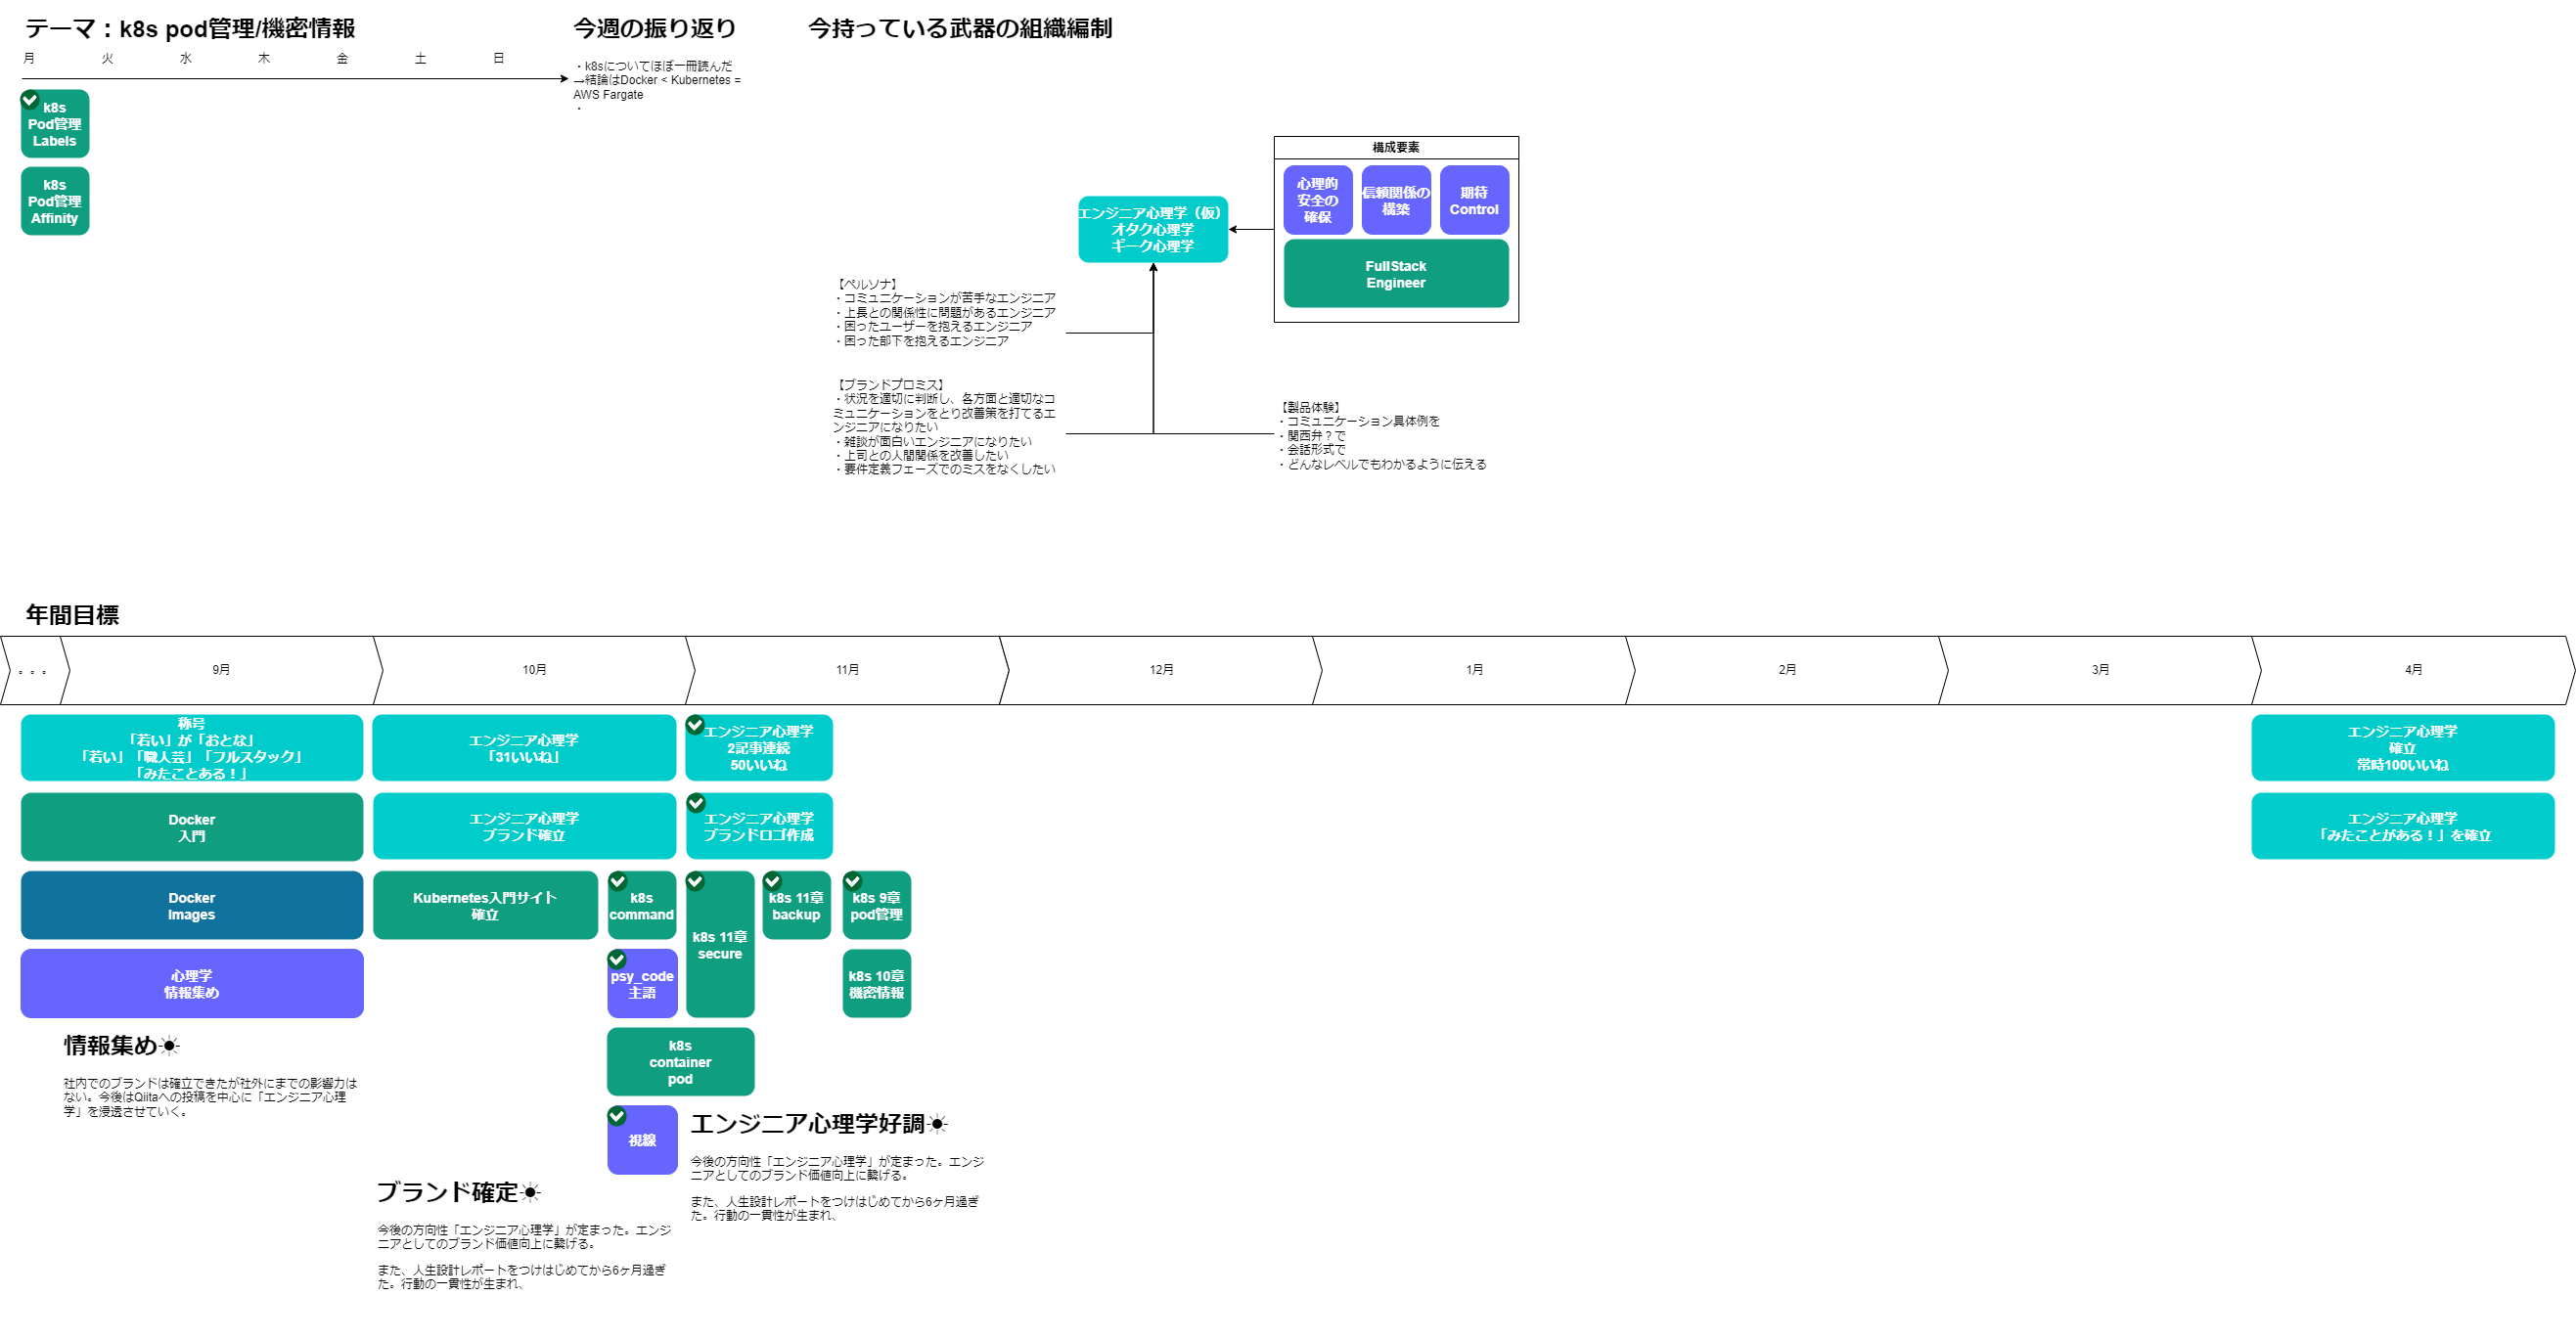 テーマ：k8s pod管理/機密情報
月 火 水 木 金 土 日
k8s
Pod管理
Labels
k8s
Pod管理
Affinity
今週の振り返り
・k8sについてほぼ一冊読んだ
→結論はDocker < Kubernetes =
AWS Fargate
・
今持っている武器の組織編制
構成要素
心理的
安全の
確保
信頼関係の
構築
期待
Control
FullStack
Engineer
エンジニア心理学（仮）
オタク心理学
ギーク心理学
【ペルソナ】
・コミュニケーションが苦手なエンジニア
・上長との関係性に問題があるエンジニア
・困ったユーザーを抱えるエンジニア
・困った部下を抱えるエンジニア
【ブランドプロミス】
・状況を適切に判断し、各方面と適切なコ
ミュニケーションをとり改善策を打てるエ
ンジニアになりたい
・雑談が面白いエンジニアになりたい
・上司との人間関係を改善したい
・要件定義フェーズでのミスをなくしたい
【製品体験】
・コミュニケーション具体例を
・関西弁？で
・会話形式で
・どんなレベルでもわかるように伝える
年間目標
。。。 9月 10月 11月 12月 1月 2月 3月 4月
称号
「若い」が「おとな」
「若い」「職人芸」「フルスタック」
「みたことある！」
エンジニア心理学
「31いいね」
エンジニア心理学
2記事連続
50いいね
エンジニア心理学
確立
常時100いいね
Docker
入門
エンジニア心理学
ブランド確立
エンジニア心理学
ブランドロゴ作成
エンジニア心理学
「みたことがある！」を確立
Docker
Images
Kubernetes入門サイト
確立
k8s
command
k8s 11章
secure
k8s 11章
backup
k8s 9章
pod管理
心理学
情報集め
psy_code
主語
k8s 10章
機密情報
k8s
container
pod
視線
情報集め☀
社内でのブランドは確立できたが社外にまでの影響力は
ない。今後はQiitaへの投稿を中心に「エンジニア心理
学」を浸透させていく。
ブランド確定☀
今後の方向性「エンジニア心理学」が定まった。エンジ
ニアとしてのブランド価値向上に繋げる。
また、人生設計レポートをつけはじめてから6ヶ月過ぎ
た。行動の一貫性が生まれ、
エンジニア心理学好調☀
今後の方向性「エンジニア心理学」が定まった。エンジ
ニアとしてのブランド価値向上に繋げる。
また、人生設計レポートをつけはじめてから6ヶ月過ぎ
た。行動の一貫性が生まれ、